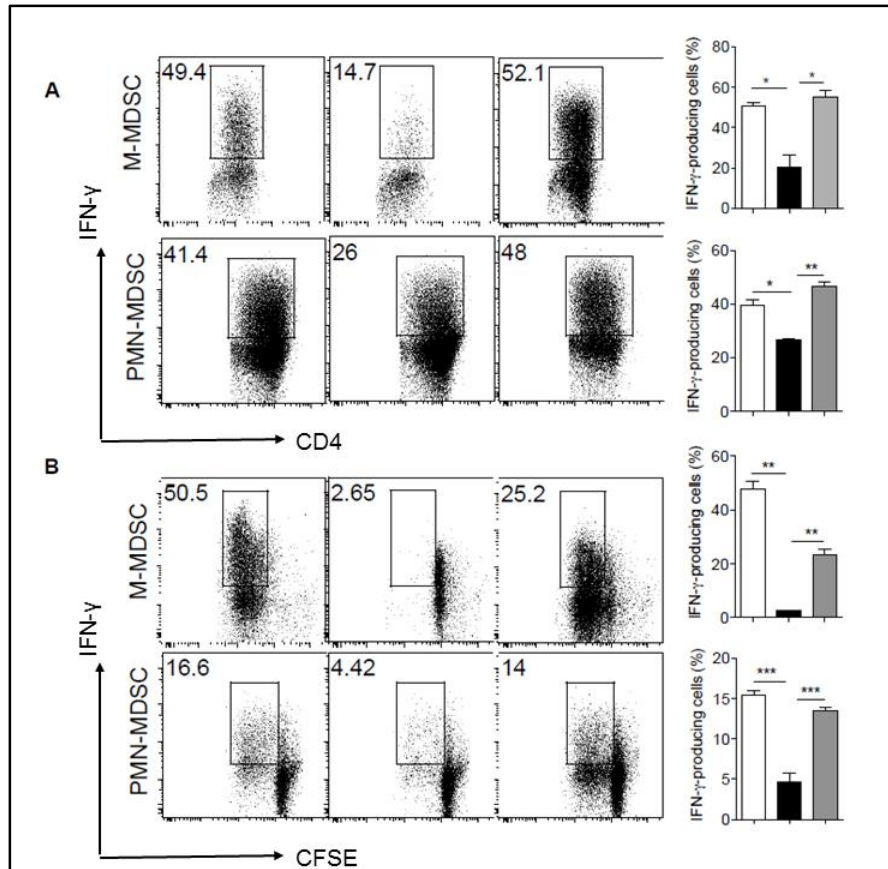 A
M-MDSC
49.4
14.7
52.1
PMN-MDSC
41.4
26
48
IFN-γ
CD4
IFN-γ-producing cells (%)
80
60
40
20
0
*
*
IFN-γ-producing cells (%)
60
40
20
0
*
**
B
M-MDSC
50.5
2.65
25.2
PMN-MDSC
16.6
4.42
14
IFN-γ
CFSE
IFN-γ-producing cells (%)
60
40
20
0
**
**
IFN-γ-producing cells (%)
20
15
10
5
0
***
***